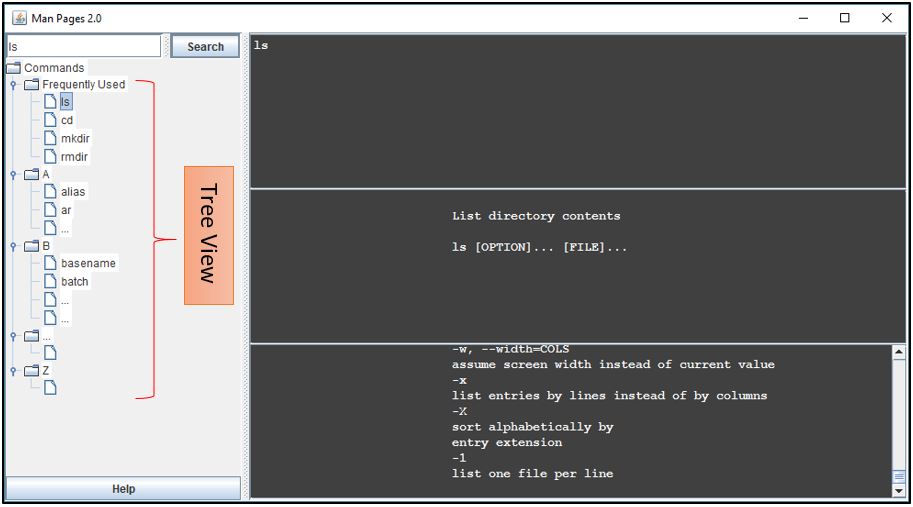 Man Pages 2.0
ls
Search
Commands
Frequently Used
ls
cd
mkdir
rmdir
A
alias
ar
...
B
basename
batch
...
...
...
Z
Tree View
Help
ls
List directory contents
ls [OPTION]... [FILE]...
-w, --width=COLS
assume screen width instead of current value
-x
list entries by lines instead of by columns
-X
sort alphabetically by
entry extension
-1
list one file per line